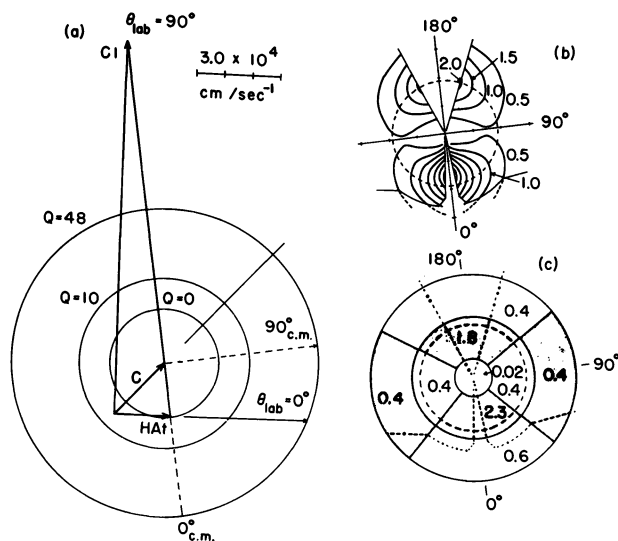 (a)
θlab = 90°
Cl
3.0 x 10⁴
cm/sec⁻¹
Q = 48
Q = 10
Q = 0
90°c.m.
C
θlab = 0°
HAt
0°c.m.
(b)
180°
1.5
2.0
1.0
0.5
90°
0.5
1.0
0°
(c)
180°
0.4
1.8
0.02
90°
0.4
0.4
0.4
0.4
2.3
0.6
0°